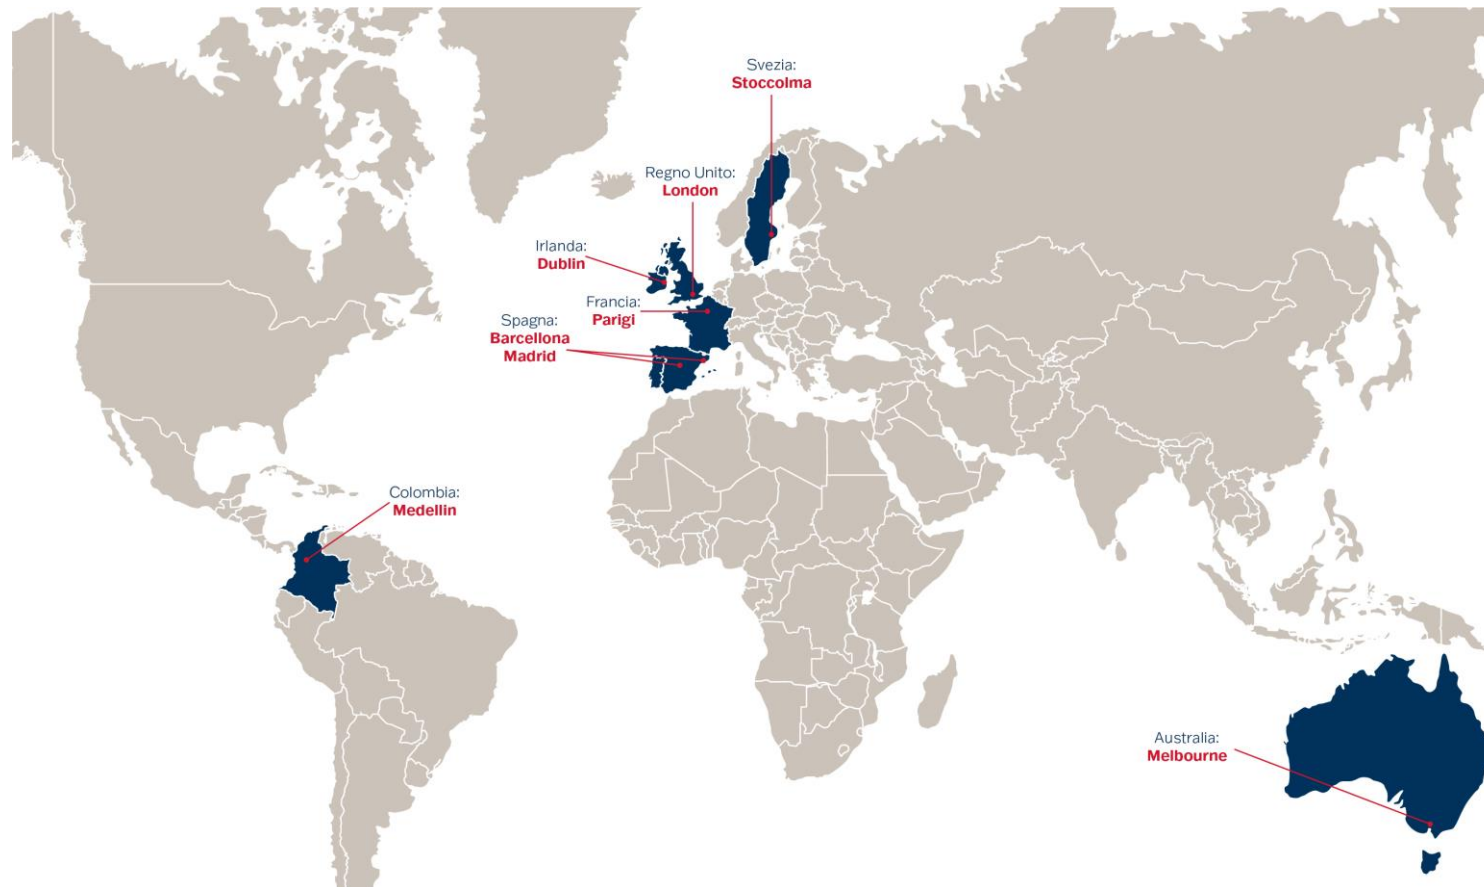 Svezia:
Stoccolma
Regno Unito:
London
Irlanda:
Dublin
Francia:
Parigi
Spagna:
Barcellona
Madrid
Colombia:
Medellin
Australia:
Melbourne